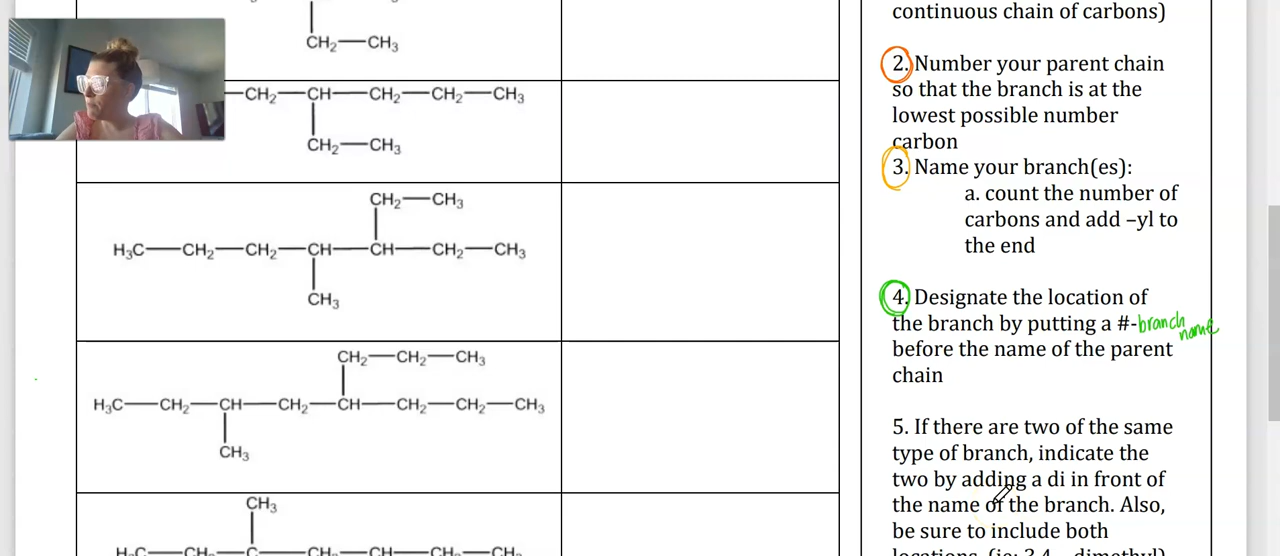 CH2—CH3
—CH2—CH—CH2—CH2—CH3
CH2—CH3
CH2—CH3
H3C—CH2—CH2—CH—CH—CH2—CH3
CH3
CH2—CH2—CH3
H3C—CH2—CH—CH2—CH—CH2—CH2—CH3
CH3
CH3
H3C—CH2—C—CH2—CH—CH2—CH3
continuous chain of carbons)
2. Number your parent chain
so that the branch is at the
lowest possible number
carbon
3. Name your branch(es):
a. count the number of
carbons and add –yl to
the end
4. Designate the location of
the branch by putting a #-branch
name
before the name of the parent
chain
5. If there are two of the same
type of branch, indicate the
two by adding a di in front of
the name of the branch. Also,
be sure to include both